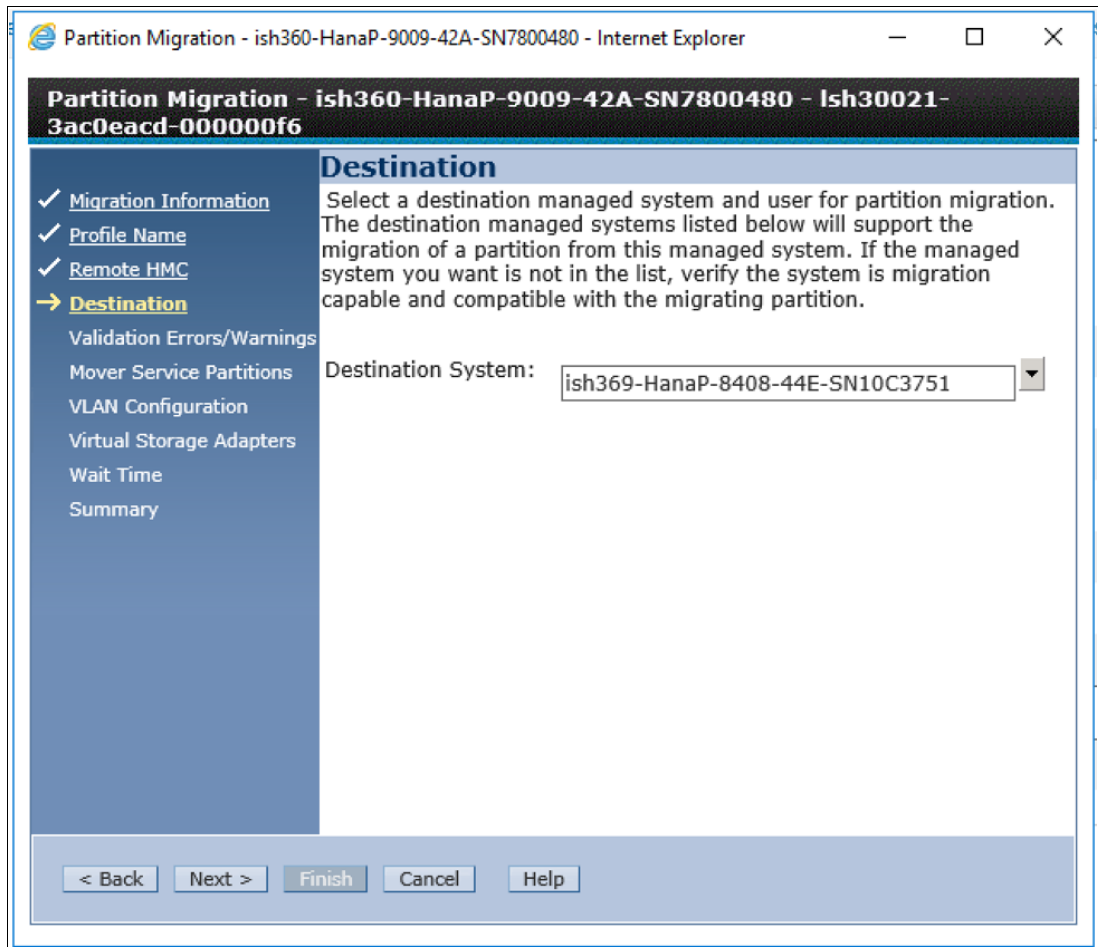 Partition Migration - ish360-HanaP-9009-42A-SN7800480 - Internet Explorer
Partition Migration - ish360-HanaP-9009-42A-SN7800480 - lsh30021-
3ac0eacd-000000f6
Migration Information
Profile Name
Remote HMC
Destination
Validation Errors/Warnings
Mover Service Partitions
VLAN Configuration
Virtual Storage Adapters
Wait Time
Summary
Destination
Select a destination managed system and user for partition migration.
The destination managed systems listed below will support the
migration of a partition from this managed system. If the managed
system you want is not in the list, verify the system is migration
capable and compatible with the migrating partition.
Destination System: ish369-HanaP-8408-44E-SN10C3751
< Back Next > Finish Cancel Help